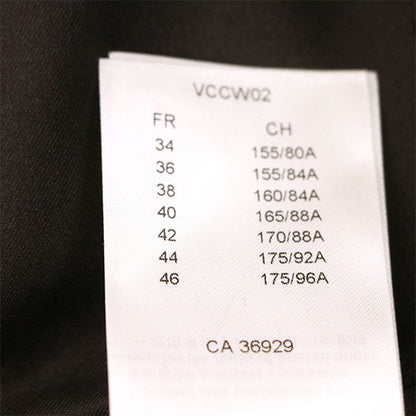 VCCW02
FR CH
34 155/80A
36 155/84A
38 160/84A
40 165/88A
42 170/88A
44 175/92A
46 175/96A
CA 36929